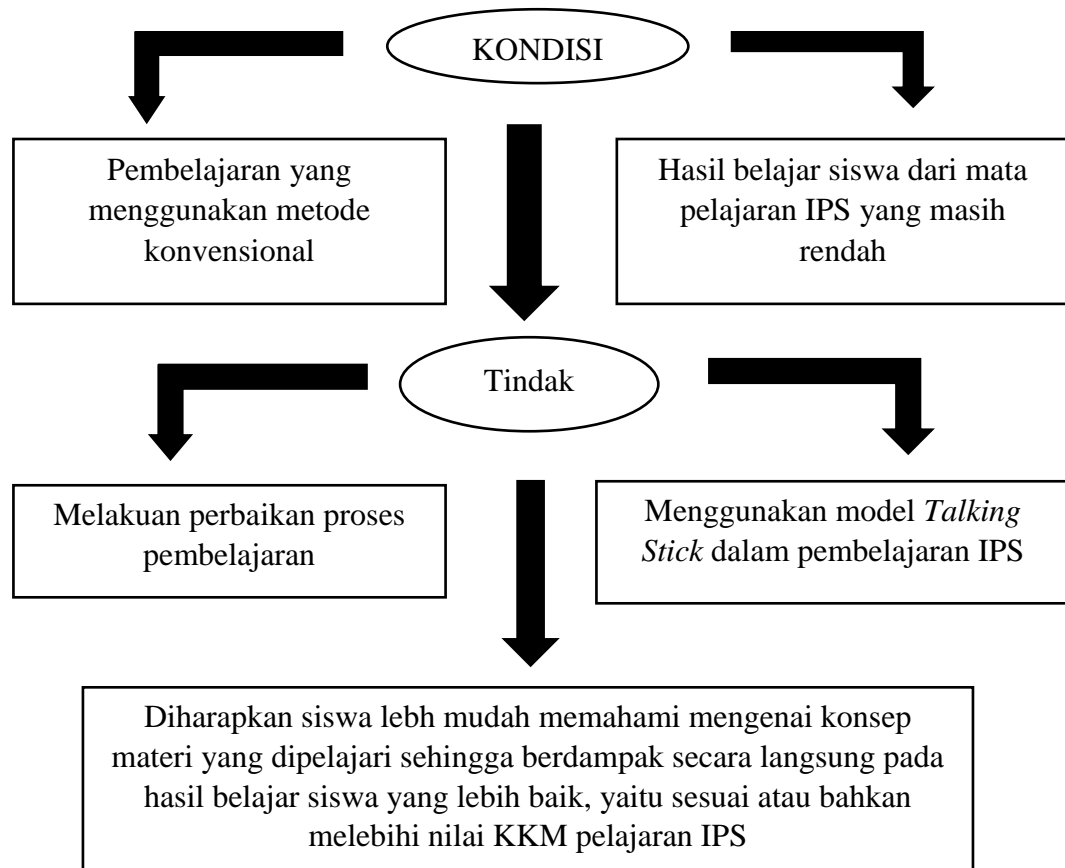 KONDISI
Pembelajaran yang
menggunakan metode
konvensional
Hasil belajar siswa dari mata
pelajaran IPS yang masih
rendah
Tindak
Melakuan perbaikan proses
pembelajaran
Menggunakan model Talking
Stick dalam pembelajaran IPS
Diharapkan siswa lebh mudah memahami mengenai konsep
materi yang dipelajari sehingga berdampak secara langsung pada
hasil belajar siswa yang lebih baik, yaitu sesuai atau bahkan
melebihi nilai KKM pelajaran IPS